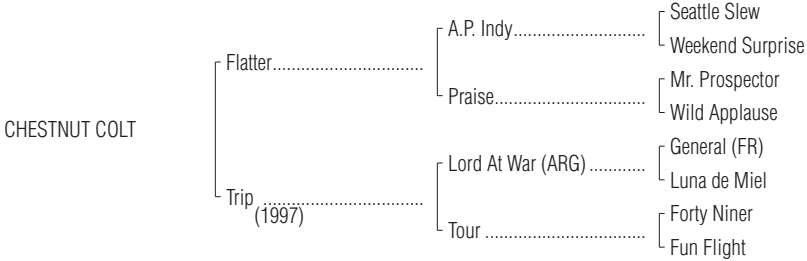 Seattle Slew
A.P. Indy..............................
Weekend Surprise
Flatter..................................
Mr. Prospector
Praise..................................
Wild Applause
CHESTNUT COLT
General (FR)
Lord At War (ARG) .............
Luna de Miel
Trip ....................................
(1997)
Forty Niner
Tour ....................................
Fun Flight